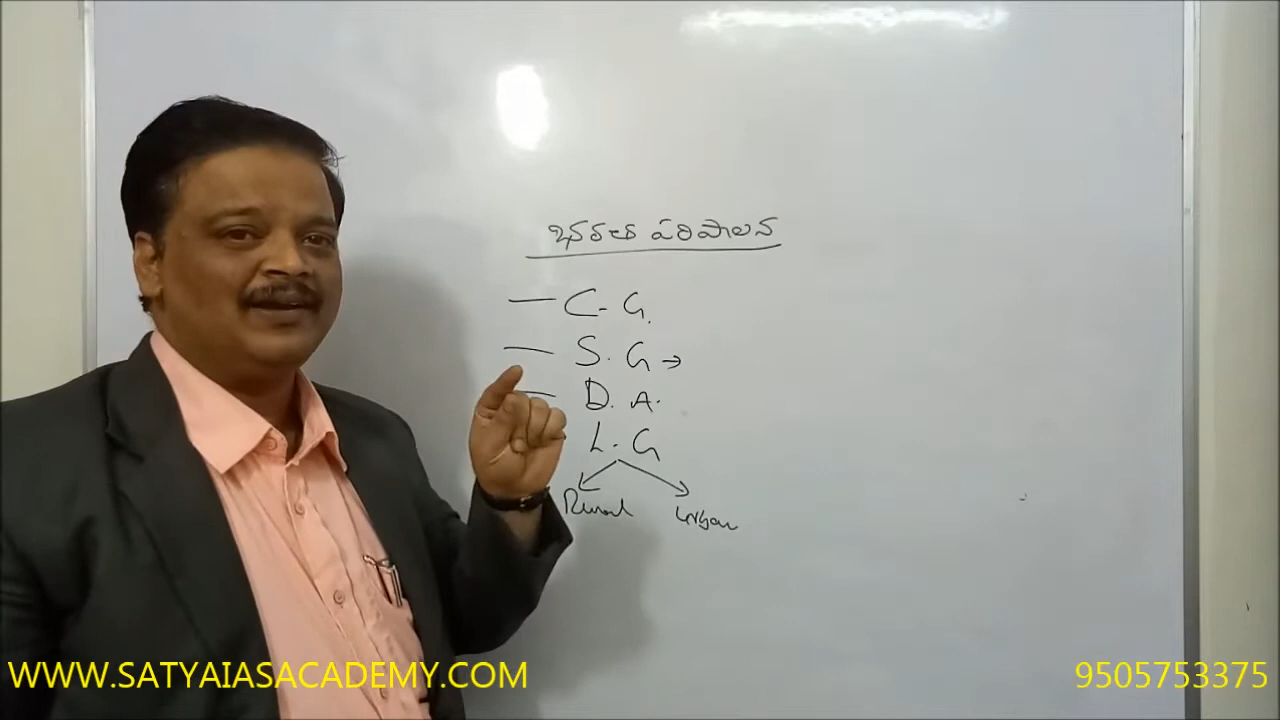 భారత పరిపాలన
— C - G.
— S. G →
— D. A.
L. G
Rural Urban
WWW.SATYAIASACADEMY.COM
9505753375